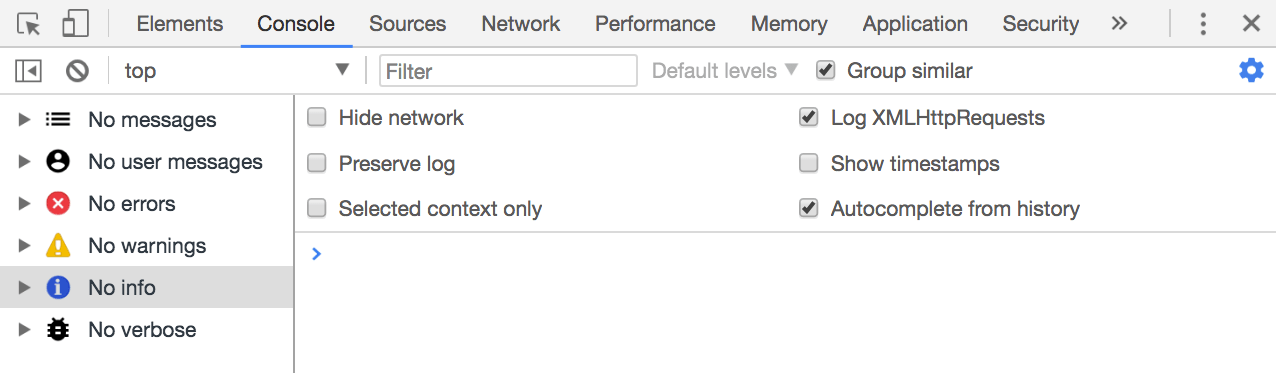 Elements Console Sources Network Performance Memory Application Security
top Filter Default levels Group similar
No messages
No user messages
No errors
No warnings
No info
No verbose
Hide network Log XMLHttpRequests
Preserve log Show timestamps
Selected context only Autocomplete from history